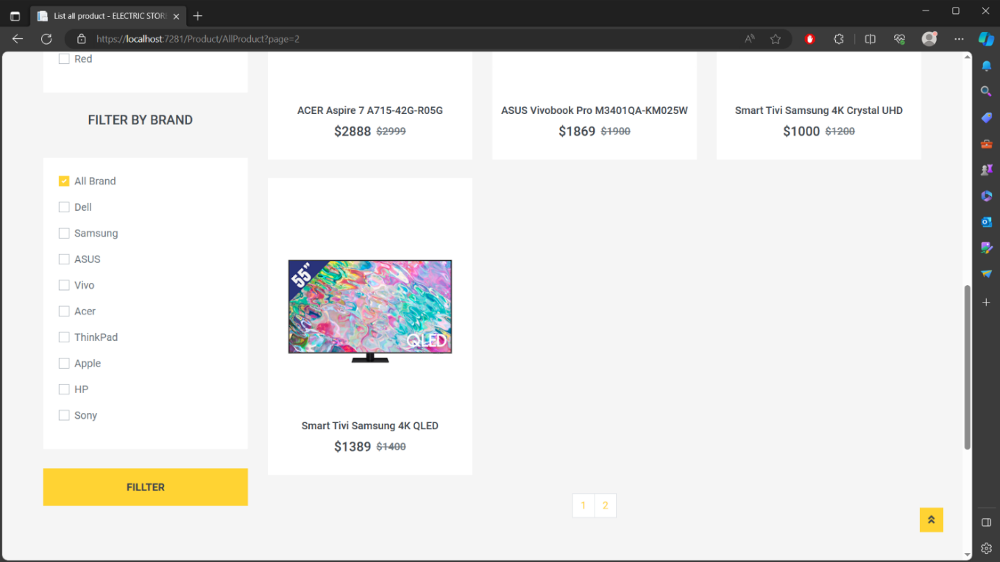 List all product - ELECTRIC STOR
https://localhost:7281/Product/AllProduct?page=2
Red
FILTER BY BRAND
All Brand
Dell
Samsung
ASUS
Vivo
Acer
ThinkPad
Apple
HP
Sony
FILLTER
ACER Aspire 7 A715-42G-R05G
$2888 $2999
ASUS Vivobook Pro M3401QA-KM025W
$1869 $1900
Smart Tivi Samsung 4K Crystal UHD
$1000 $1200
55"
QLED
Smart Tivi Samsung 4K QLED
$1389 $1400
1 2